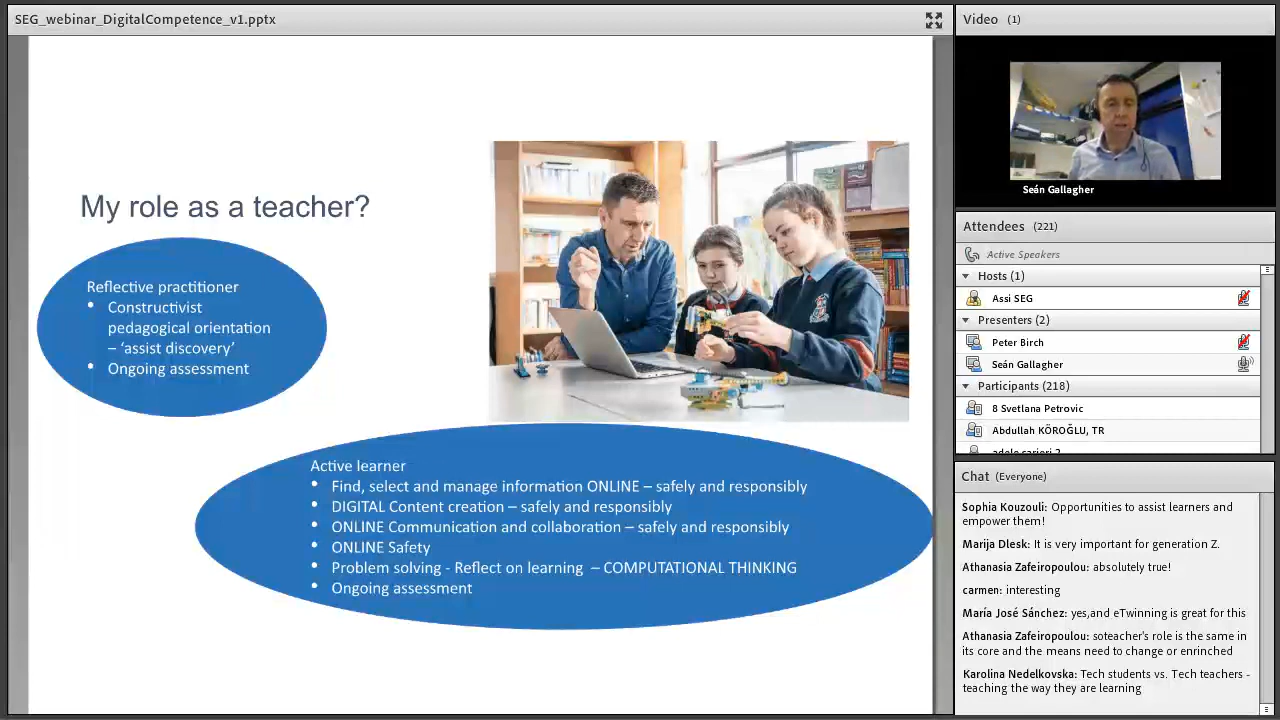 SEG_webinar_DigitalCompetence_v1.pptx
My role as a teacher?
Reflective practitioner
• Constructivist
pedagogical orientation
– ‘assist discovery’
• Ongoing assessment
Active learner
• Find, select and manage information ONLINE – safely and responsibly
• DIGITAL Content creation – safely and responsibly
• ONLINE Communication and collaboration – safely and responsibly
• ONLINE Safety
• Problem solving - Reflect on learning – COMPUTATIONAL THINKING
• Ongoing assessment
Video (1)
Seán Gallagher
Attendees (221)
Active Speakers
Hosts (1)
Assi SEG
Presenters (2)
Peter Birch
Seán Gallagher
Participants (218)
8 Svetlana Petrovic
Abdullah KÖROĞLU, TR
Chat (Everyone)
Sophia Kouzouli: Opportunities to assist learners and
empower them!
Marija Dlesk: It is very important for generation Z.
Athanasia Zafeiropoulou: absolutely true!
carmen: interesting
María José Sánchez: yes,and eTwinning is great for this
Athanasia Zafeiropoulou: soteacher's role is the same in
its core and the means need to change or enrinched
Karolina Nedelkovska: Tech students vs. Tech teachers -
teaching the way they are learning